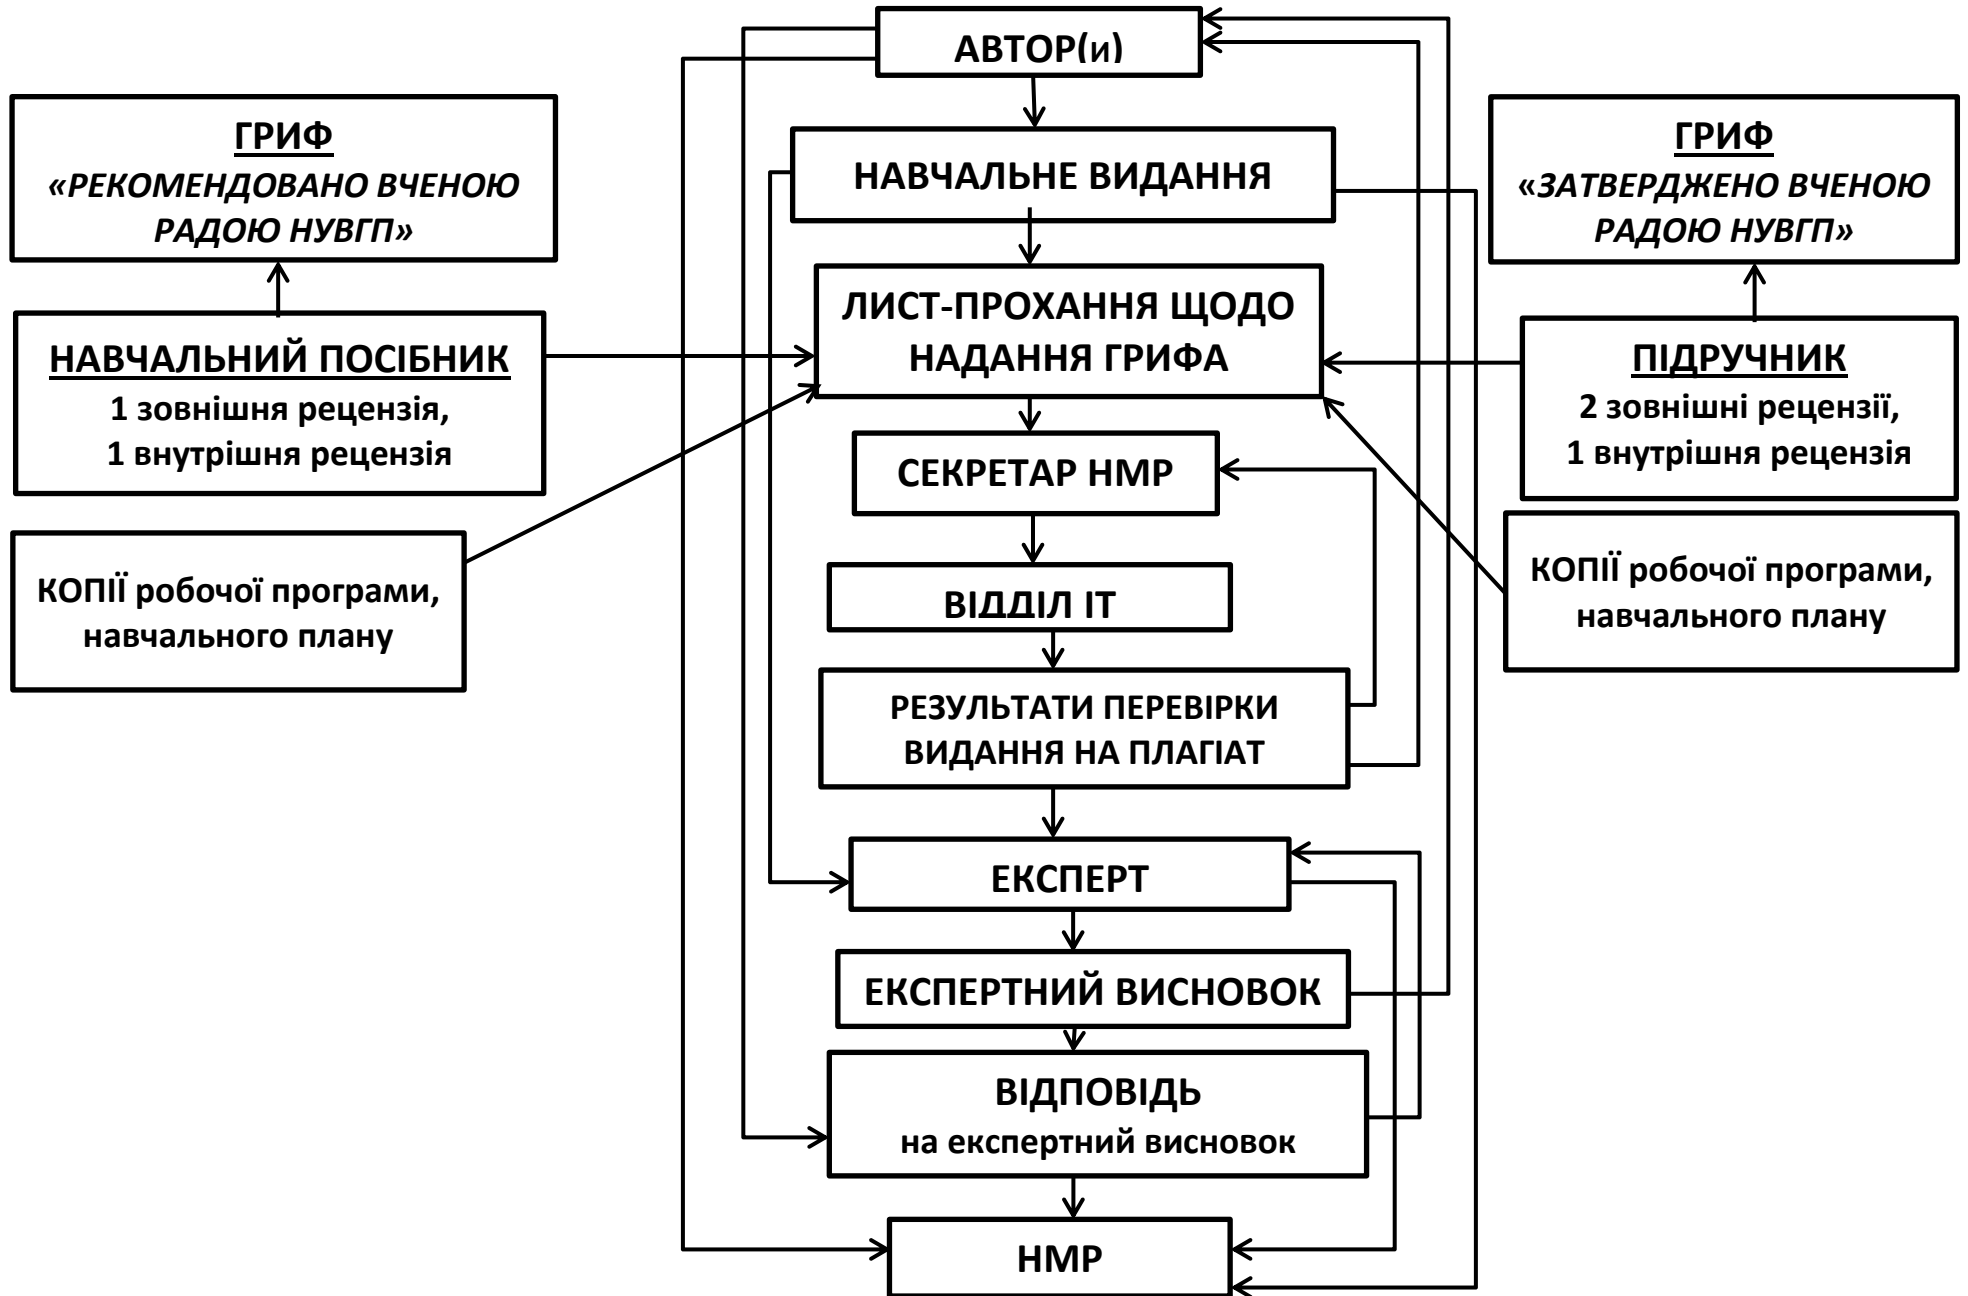 АВТОР(и)
ГРИФ
«РЕКОМЕНДОВАНО ВЧЕНОЮ
РАДОЮ НУВГП»
НАВЧАЛЬНЕ ВИДАННЯ
ГРИФ
«ЗАТВЕРДЖЕНО ВЧЕНОЮ
РАДОЮ НУВГП»
НАВЧАЛЬНИЙ ПОСІБНИК
1 зовнішня рецензія,
1 внутрішня рецензія
ЛИСТ-ПРОХАННЯ ЩОДО
НАДАННЯ ГРИФА
ПІДРУЧНИК
2 зовнішні рецензії,
1 внутрішня рецензія
СЕКРЕТАР НМР
КОПІЇ робочої програми,
навчального плану
ВІДДІЛ ІТ
КОПІЇ робочої програми,
навчального плану
РЕЗУЛЬТАТИ ПЕРЕВІРКИ
ВИДАННЯ НА ПЛАГІАТ
ЕКСПЕРТ
ЕКСПЕРТНИЙ ВИСНОВОК
ВІДПОВІДЬ
на експертний висновок
НМР